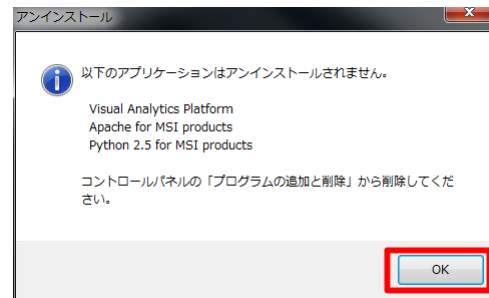 アンインストール
以下のアプリケーションはアンインストールされません。
Visual Analytics Platform
Apache for MSI products
Python 2.5 for MSI products
コントロールパネルの「プログラムの追加と削除」から削除してくだ
さい。
OK